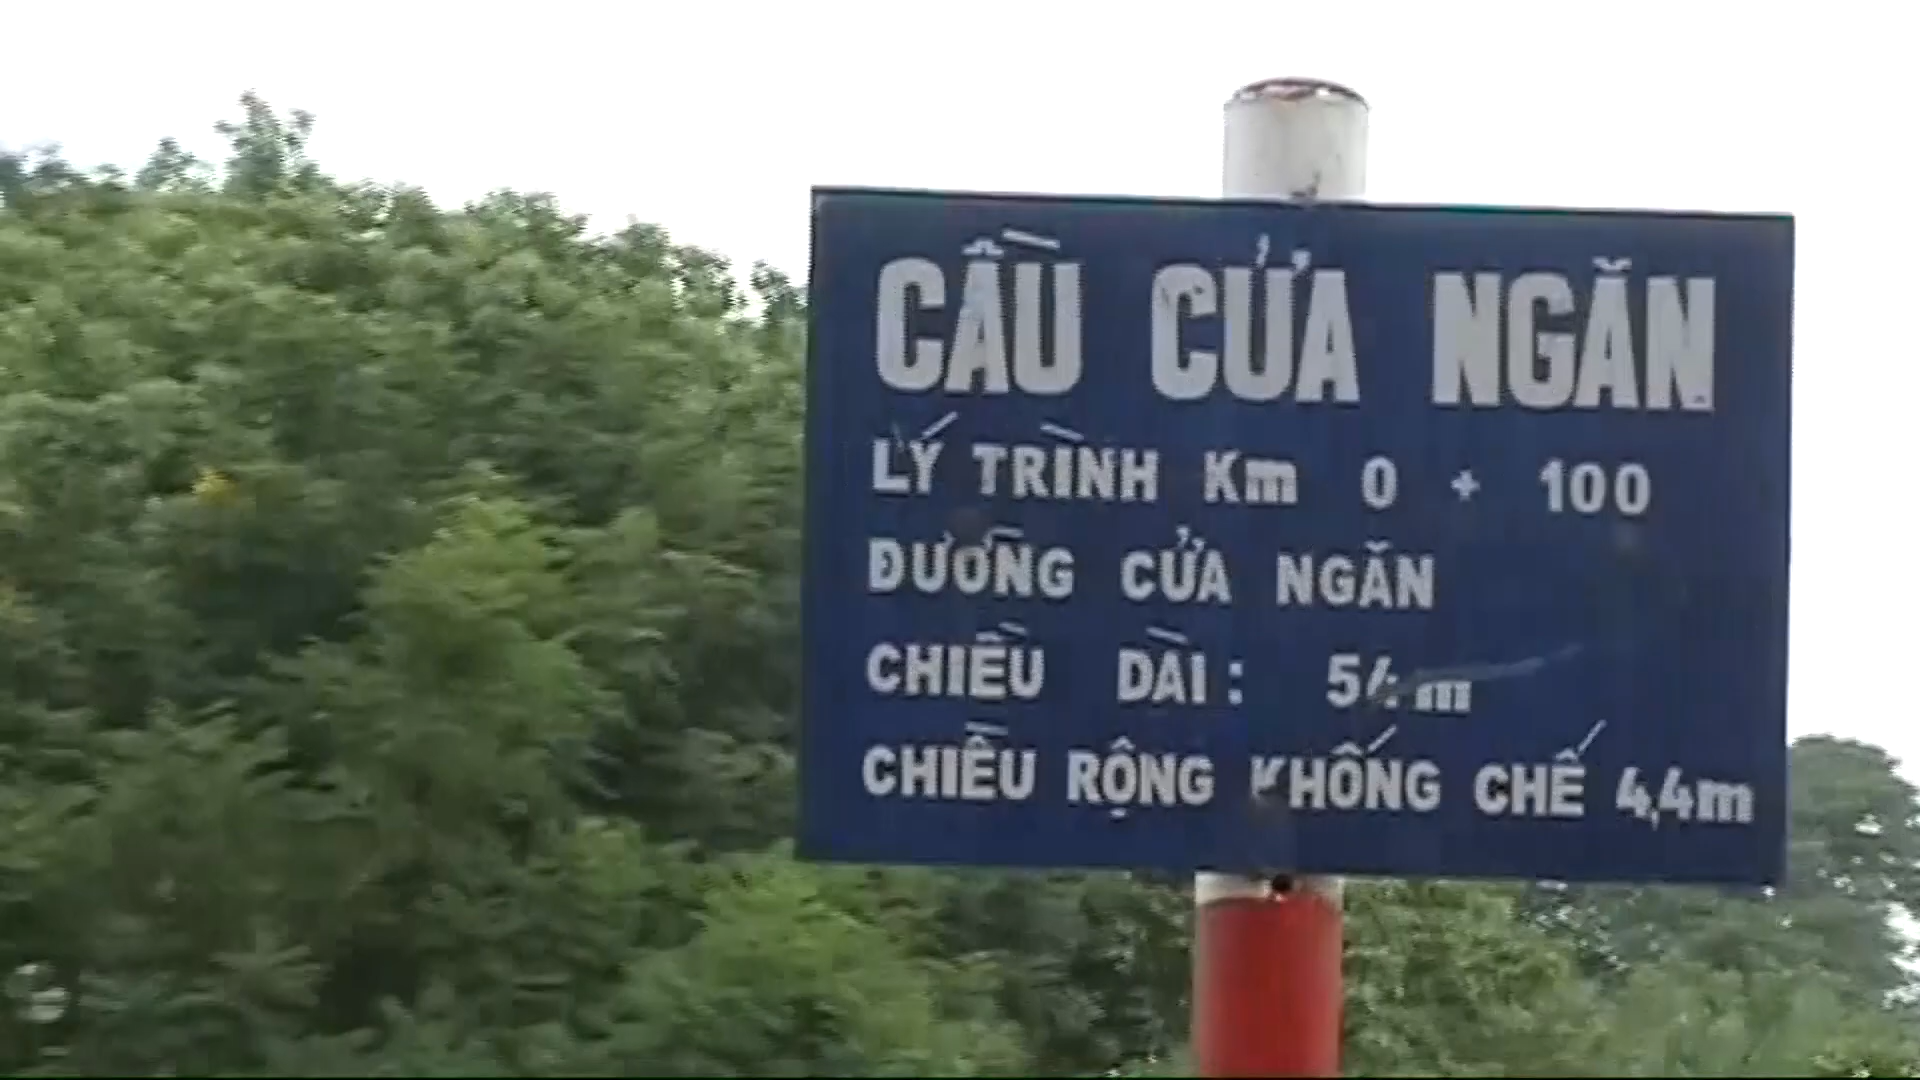 CẦU CỬA NGĂN
LÝ TRÌNH Km 0 + 100
ĐƯỜNG CỬA NGĂN
CHIỀU DÀI: 54m
CHIỀU RỘNG KHỐNG CHẾ 4,4m